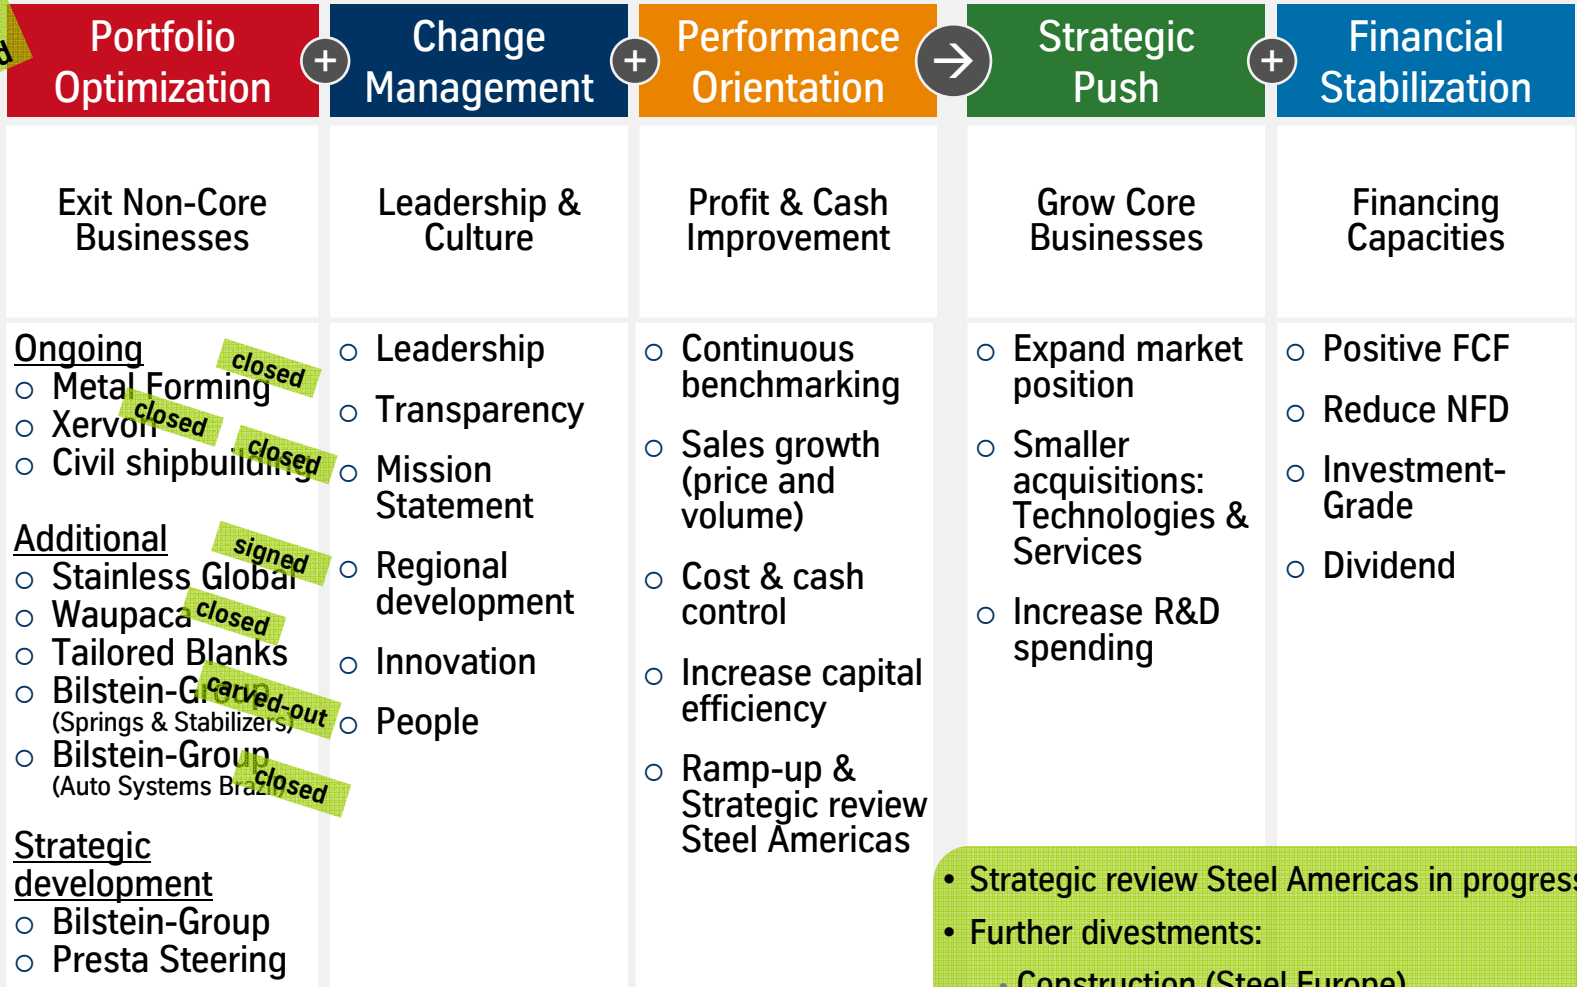 Portfolio
Optimization
+
Change
Management
+
Performance
Orientation
→
Strategic
Push
+
Financial
Stabilization
Exit Non-Core
Businesses
Leadership &
Culture
Profit & Cash
Improvement
Grow Core
Businesses
Financing
Capacities
Ongoing
○ Metal Forming
closed
○ Xervon
closed
○ Civil shipbuilding
closed
Additional
○ Stainless Global
signed
○ Waupaca
closed
○ Tailored Blanks
○ Bilstein-Group
(Springs & Stabilizers)
carved-out
○ Bilstein-Group
(Auto Systems Brazil)
closed
Strategic
development
○ Bilstein-Group
○ Presta Steering
○ Leadership
○ Transparency
○ Mission
Statement
○ Regional
development
○ Innovation
○ People
○ Continuous
benchmarking
○ Sales growth
(price and
volume)
○ Cost & cash
control
○ Increase capital
efficiency
○ Ramp-up &
Strategic review
Steel Americas
○ Expand market
position
○ Smaller
acquisitions:
Technologies &
Services
○ Increase R&D
spending
○ Positive FCF
○ Reduce NFD
○ Investment-
Grade
○ Dividend
• Strategic review Steel Americas in progress
• Further divestments:
• Construction (Steel Europe)